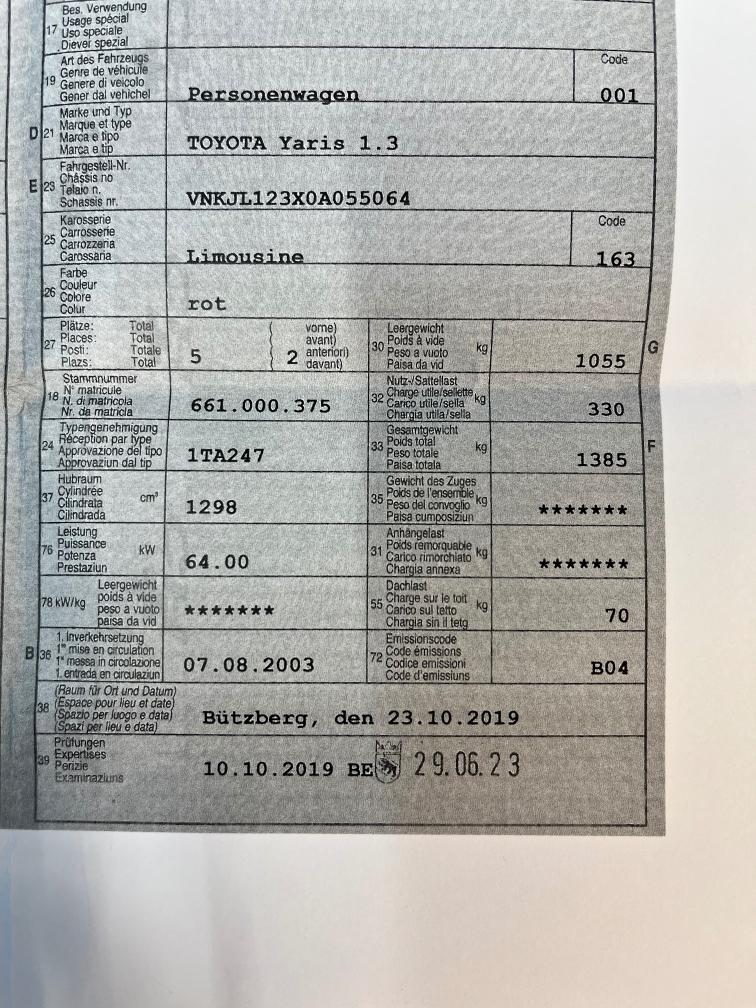 17 Bes. Verwendung
Usage spécial
Uso speciale
Diever spezial
19 Art des Fahrzeugs
Genre de véhicule
Genere di veicolo
Gener dal vehichel
Personenwagen
Code
001
D 21 Marke und Typ
Marque et type
Marca e tipo
Marca e tip
TOYOTA Yaris 1.3
E 23 Fahrgestell-Nr.
Châssis no
Telaio n.
Schassis nr.
VNKJL123X0A055064
25 Karosserie
Carrosserie
Carrozzeria
Carossaria
Limousine
Code
163
26 Farbe
Couleur
Colore
Colur
rot
27 Plätze: Total
Places: Total
Posti: Totale
Plazs: Total
5
2
vorne)
avant)
anteriori)
davant)
30 Leergewicht
Poids à vide
Peso a vuoto
Paisa da vid
kg
1055
G
18 Stammnummer
N° matricule
N. di matricola
Nr. da matricla
661.000.375
32 Nutz-/Sattellast
Charge utile/sellette
Carico utile/sella
Chargia utila/sella
kg
330
24 Typengenehmigung
Réception par type
Approvazione del tipo
Approvaziun dal tip
1TA247
33 Gesamtgewicht
Poids total
Peso totale
Paisa totala
kg
1385
F
37 Hubraum
Cylindrée
Cilindrata
Cilindrada
cm³
1298
35 Gewicht des Zuges
Poids de l'ensemble
Peso del convoglio
Paisa cumposiziun
kg
*******
76 Leistung
Puissance
Potenza
Prestaziun
kW
64.00
31 Anhängelast
Poids remorquable
Carico rimorchiato
Chargia annexa
kg
*******
78 kW/kg
Leergewicht
poids à vide
peso a vuoto
paisa da vid
*******
55 Dachlast
Charge sur le toit
Carico sul tetto
Chargia sin il tetg
kg
70
B 36 1. Inverkehrsetzung
1re mise en circulation
1a messa in circolazione
1. entrada en circulaziun
07.08.2003
72 Emissionscode
Code émissions
Codice emissioni
Code d'emissiuns
B04
38 (Raum für Ort und Datum)
(Espace pour lieu et date)
(Spazio per luogo e data)
(Spazi per lieu e data)
Bützberg, den 23.10.2019
39 Prüfungen
Expertises
Perizie
Examinaziuns
10.10.2019 BE 29.06.23